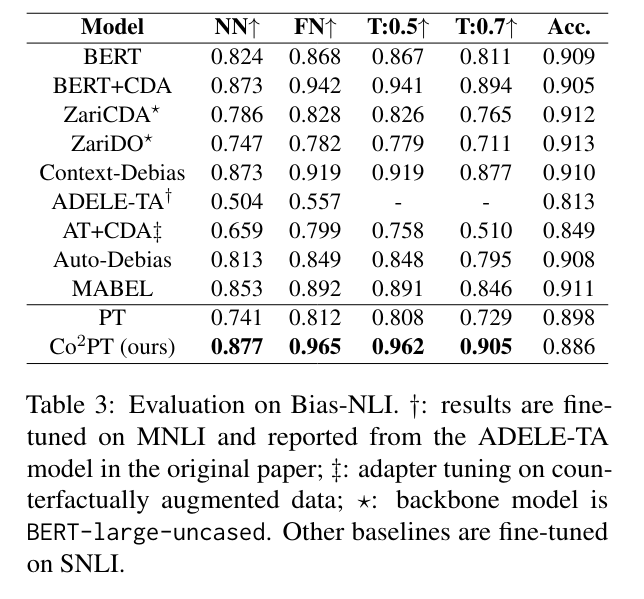 Model NN↑ FN↑ T:0.5↑ T:0.7↑ Acc.
BERT 0.824 0.868 0.867 0.811 0.909
BERT+CDA 0.873 0.942 0.941 0.894 0.905
ZariCDA⋆ 0.786 0.828 0.826 0.765 0.912
ZariDO⋆ 0.747 0.782 0.779 0.711 0.913
Context-Debias 0.873 0.919 0.919 0.877 0.910
ADELE-TA† 0.504 0.557 - - 0.813
AT+CDA‡ 0.659 0.799 0.758 0.510 0.849
Auto-Debias 0.813 0.849 0.848 0.795 0.908
MABEL 0.853 0.892 0.891 0.846 0.911
PT 0.741 0.812 0.808 0.729 0.898
Co²PT (ours) 0.877 0.965 0.962 0.905 0.886
Table 3: Evaluation on Bias-NLI. †: results are fine-
tuned on MNLI and reported from the ADELE-TA
model in the original paper; ‡: adapter tuning on coun-
terfactually augmented data; ⋆: backbone model is
BERT-large-uncased. Other baselines are fine-tuned
on SNLI.